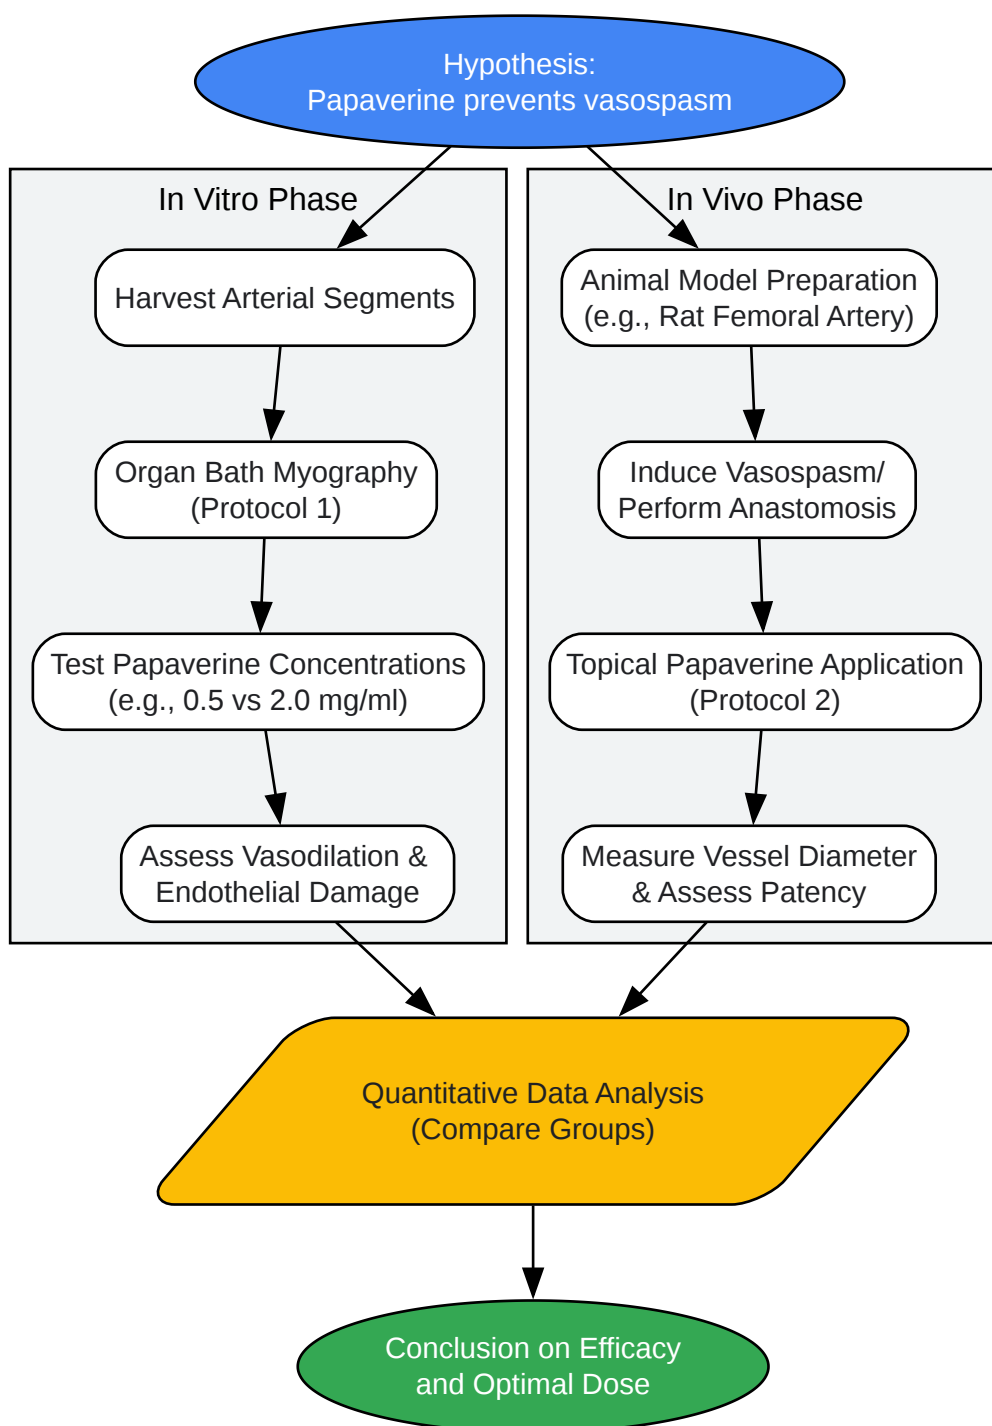 Hypothesis:
Papaverine prevents vasospasm
In Vitro Phase
Harvest Arterial Segments
Organ Bath Myography
(Protocol 1)
Test Papaverine Concentrations
(e.g., 0.5 vs 2.0 mg/ml)
Assess Vasodilation &
Endothelial Damage
In Vivo Phase
Animal Model Preparation
(e.g., Rat Femoral Artery)
Induce Vasospasm/
Perform Anastomosis
Topical Papaverine Application
(Protocol 2)
Measure Vessel Diameter
& Assess Patency
Quantitative Data Analysis
(Compare Groups)
Conclusion on Efficacy
and Optimal Dose